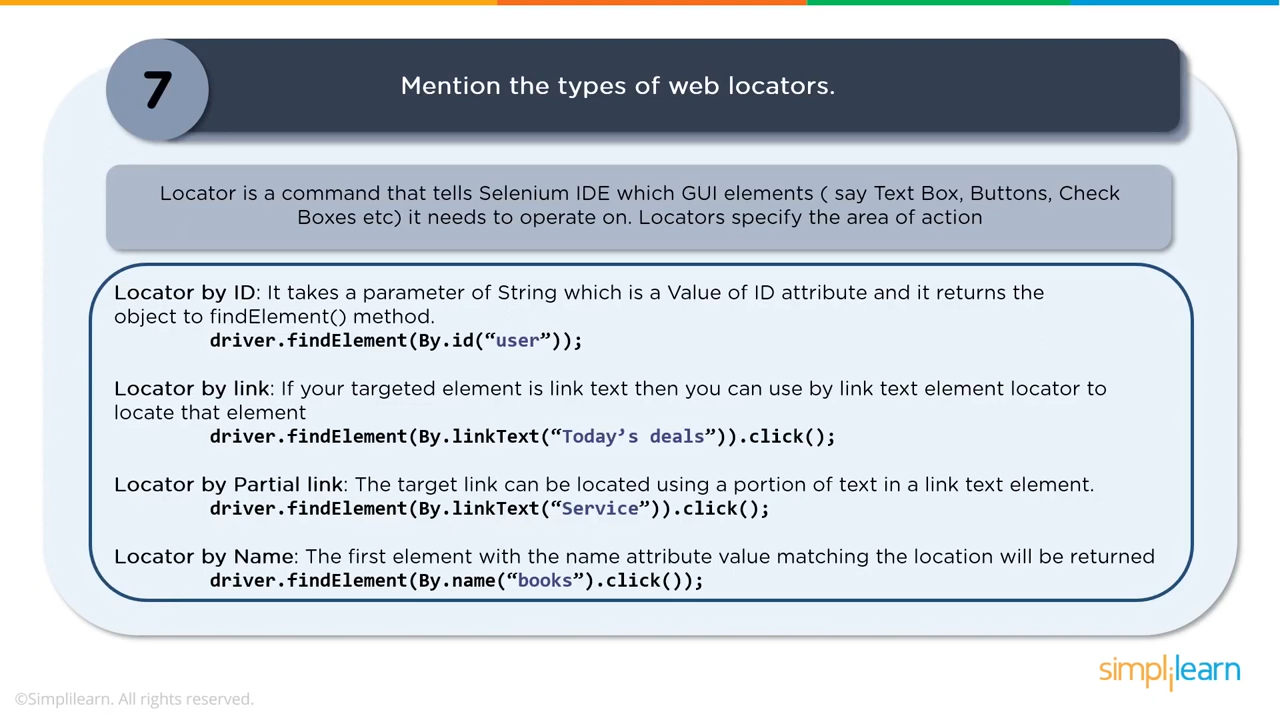 7
Mention the types of web locators.
Locator is a command that tells Selenium IDE which GUI elements ( say Text Box, Buttons, Check
Boxes etc) it needs to operate on. Locators specify the area of action
Locator by ID: It takes a parameter of String which is a Value of ID attribute and it returns the
object to findElement() method.
driver.findElement(By.id(“user”));
Locator by link: If your targeted element is link text then you can use by link text element locator to
locate that element
driver.findElement(By.linkText(“Today’s deals”)).click();
Locator by Partial link: The target link can be located using a portion of text in a link text element.
driver.findElement(By.linkText(“Service”)).click();
Locator by Name: The first element with the name attribute value matching the location will be returned
driver.findElement(By.name(“books”).click());
simplilearn
©Simplilearn. All rights reserved.